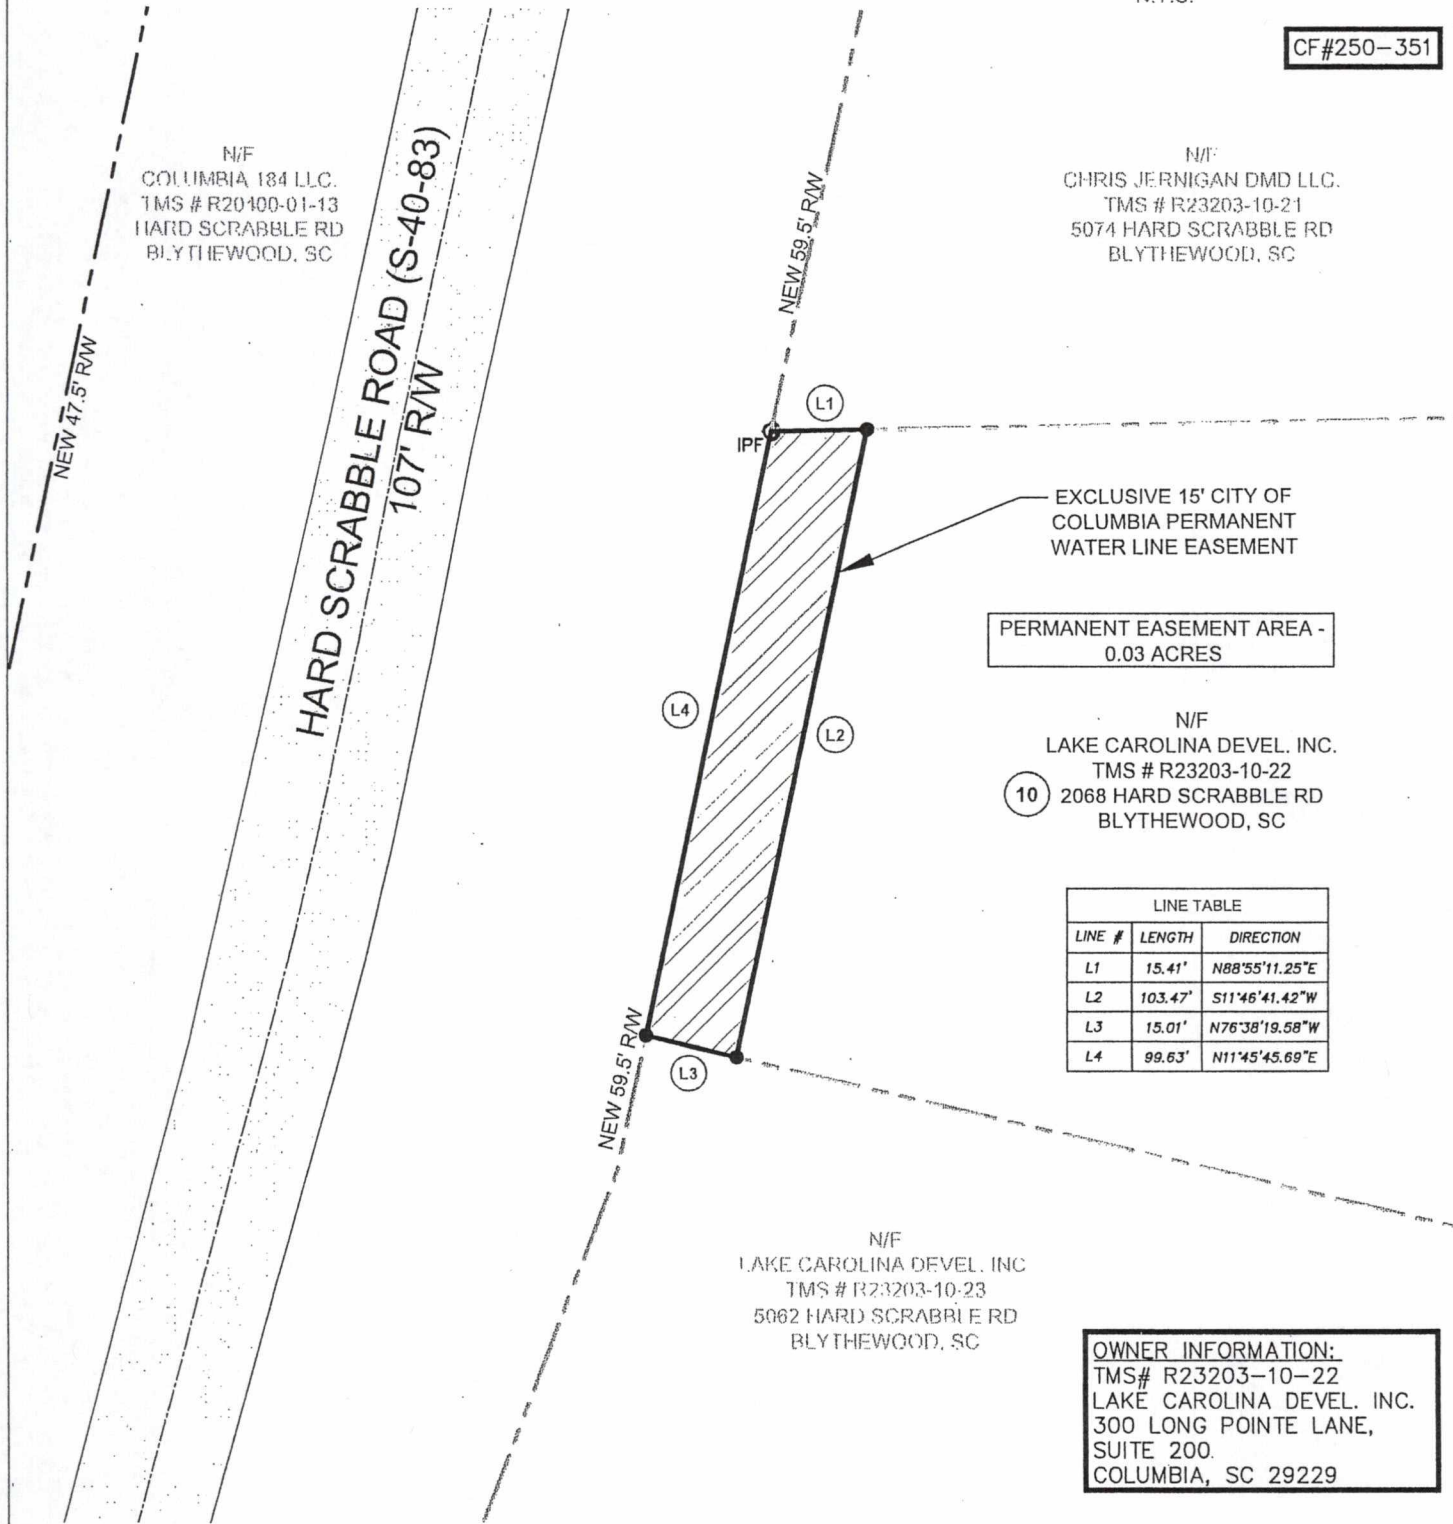 CF#250-351
N/F
COLUMBIA 184 LLC.
TMS # R20100-01-13
HARD SCRABBLE RD
BLYTHEWOOD, SC
N/F
CHRIS JERNIGAN DMD LLC.
TMS # R23203-10-21
5074 HARD SCRABBLE RD
BLYTHEWOOD, SC
NEW 47.5' R/W
HARD SCRABBLE ROAD (S-40-83)
107' R/W
NEW 59.5' R/W
L1
IPF
EXCLUSIVE 15' CITY OF
COLUMBIA PERMANENT
WATER LINE EASEMENT
PERMANENT EASEMENT AREA -
0.03 ACRES
L4
L2
N/F
LAKE CAROLINA DEVEL. INC.
TMS # R23203-10-22
10 2068 HARD SCRABBLE RD
BLYTHEWOOD, SC
LINE TABLE
LINE # LENGTH DIRECTION
L1 15.41' N88°55'11.25"E
L2 103.47' S11°46'41.42"W
L3 15.01' N76°38'19.58"W
L4 99.63' N11°45'45.69"E
L3
NEW 59.5' R/W
N/F
LAKE CAROLINA DEVEL. INC
TMS # R23203-10-23
5062 HARD SCRABBLE RD
BLYTHEWOOD, SC
OWNER INFORMATION:
TMS# R23203-10-22
LAKE CAROLINA DEVEL. INC.
300 LONG POINTE LANE,
SUITE 200.
COLUMBIA, SC 29229